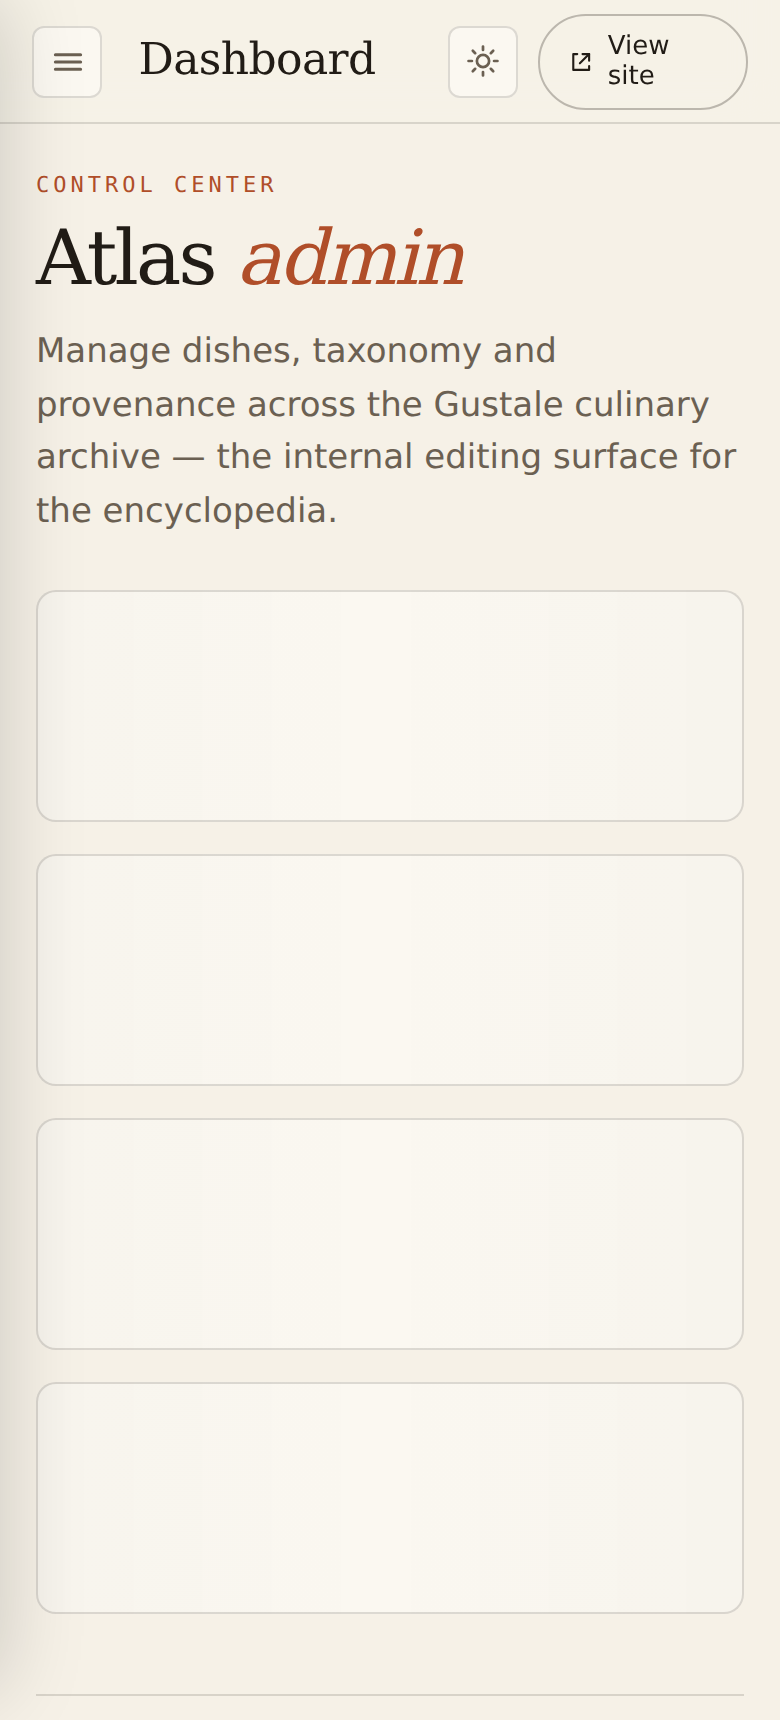 Dashboard
View
site
CONTROL CENTER
Atlas admin
Manage dishes, taxonomy and
provenance across the Gustale culinary
archive — the internal editing surface for
the encyclopedia.